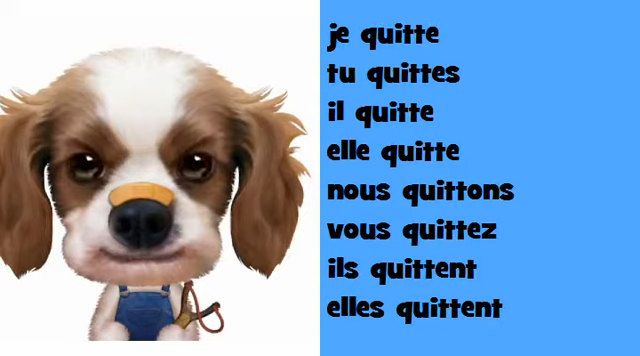 je quitte
tu quittes
il quitte
elle quitte
nous quittons
vous quittez
ils quittent
elles quittent